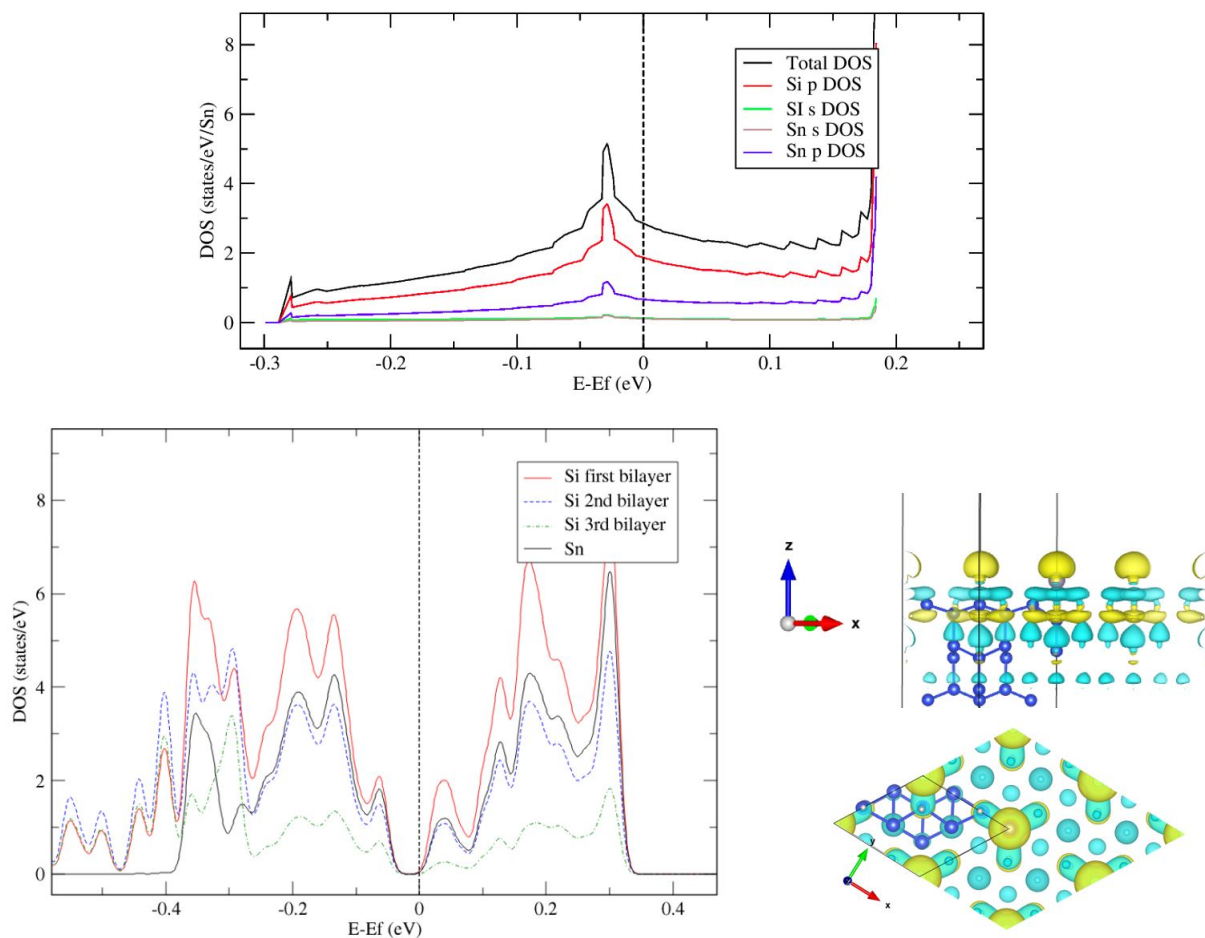 DOS (states/eV/Sn)
8
6
4
2
0
Total DOS
Si p DOS
SI s DOS
Sn s DOS
Sn p DOS
-0.3 -0.2 -0.1 0 0.1 0.2
E-Ef (eV)
DOS (states/eV)
8
6
4
2
0
Si first bilayer
Si 2nd bilayer
Si 3rd bilayer
Sn
-0.4 -0.2 0 0.2 0.4
E-Ef (eV)
z
x
y
x